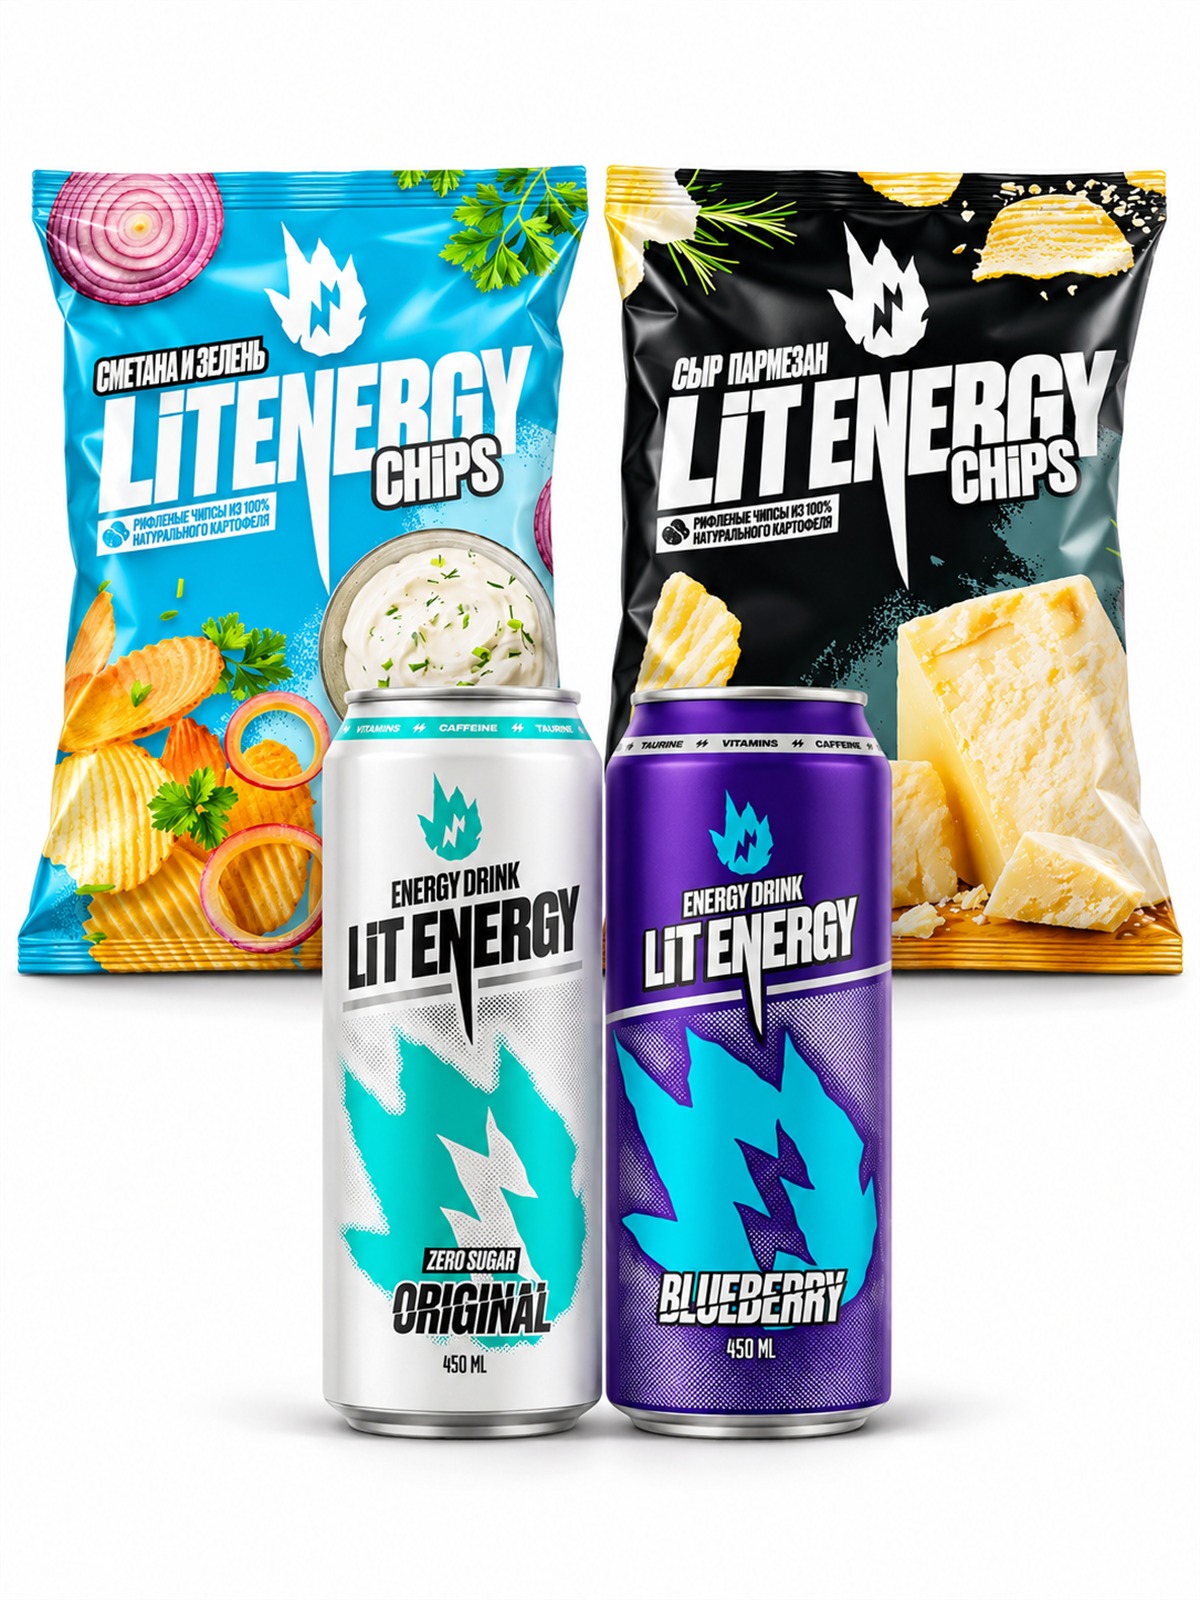 СМЕТАНА И ЗЕЛЕНЬ
LiTENERGY
CHiPS
РИФЛЕНЫЕ ЧИПСЫ ИЗ 100%
НАТУРАЛЬНОГО КАРТОФЕЛЯ
СЫР ПАРМЕЗАН
LiT ENERGY
CHiPS
РИФЛЕНЫЕ ЧИПСЫ ИЗ 100%
НАТУРАЛЬНОГО КАРТОФЕЛЯ
VITAMINS CAFFEINE TAURINE
ENERGY DRINK
LiT ENERGY
ZERO SUGAR
ORIGINAL
450 ML
TAURINE VITAMINS CAFFEINE
ENERGY DRINK
LiT ENERGY
BLUEBERRY
450 ML